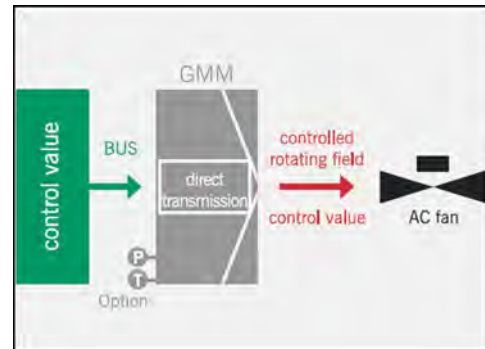 GMM
control value
BUS
direct
transmission
controlled
rotating field
control value
AC fan
P
T
Option